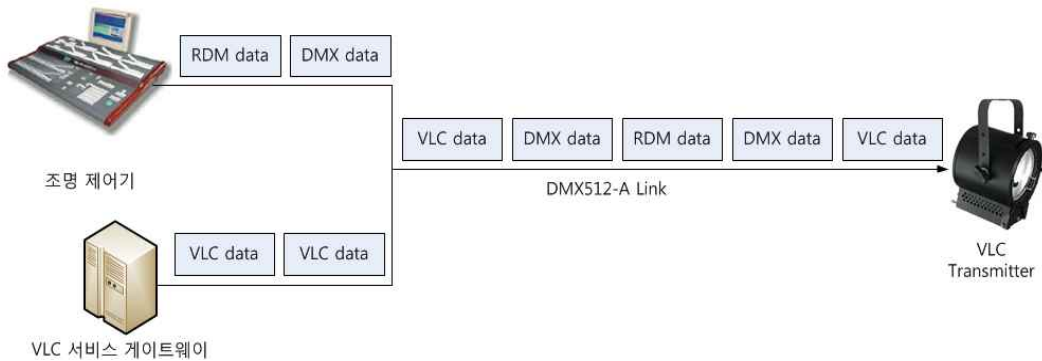 RDM data
DMX data
조명 제어기
VLC data
DMX data
RDM data
DMX data
VLC data
DMX512-A Link
VLC
Transmitter
VLC data
VLC data
VLC 서비스 게이트웨이